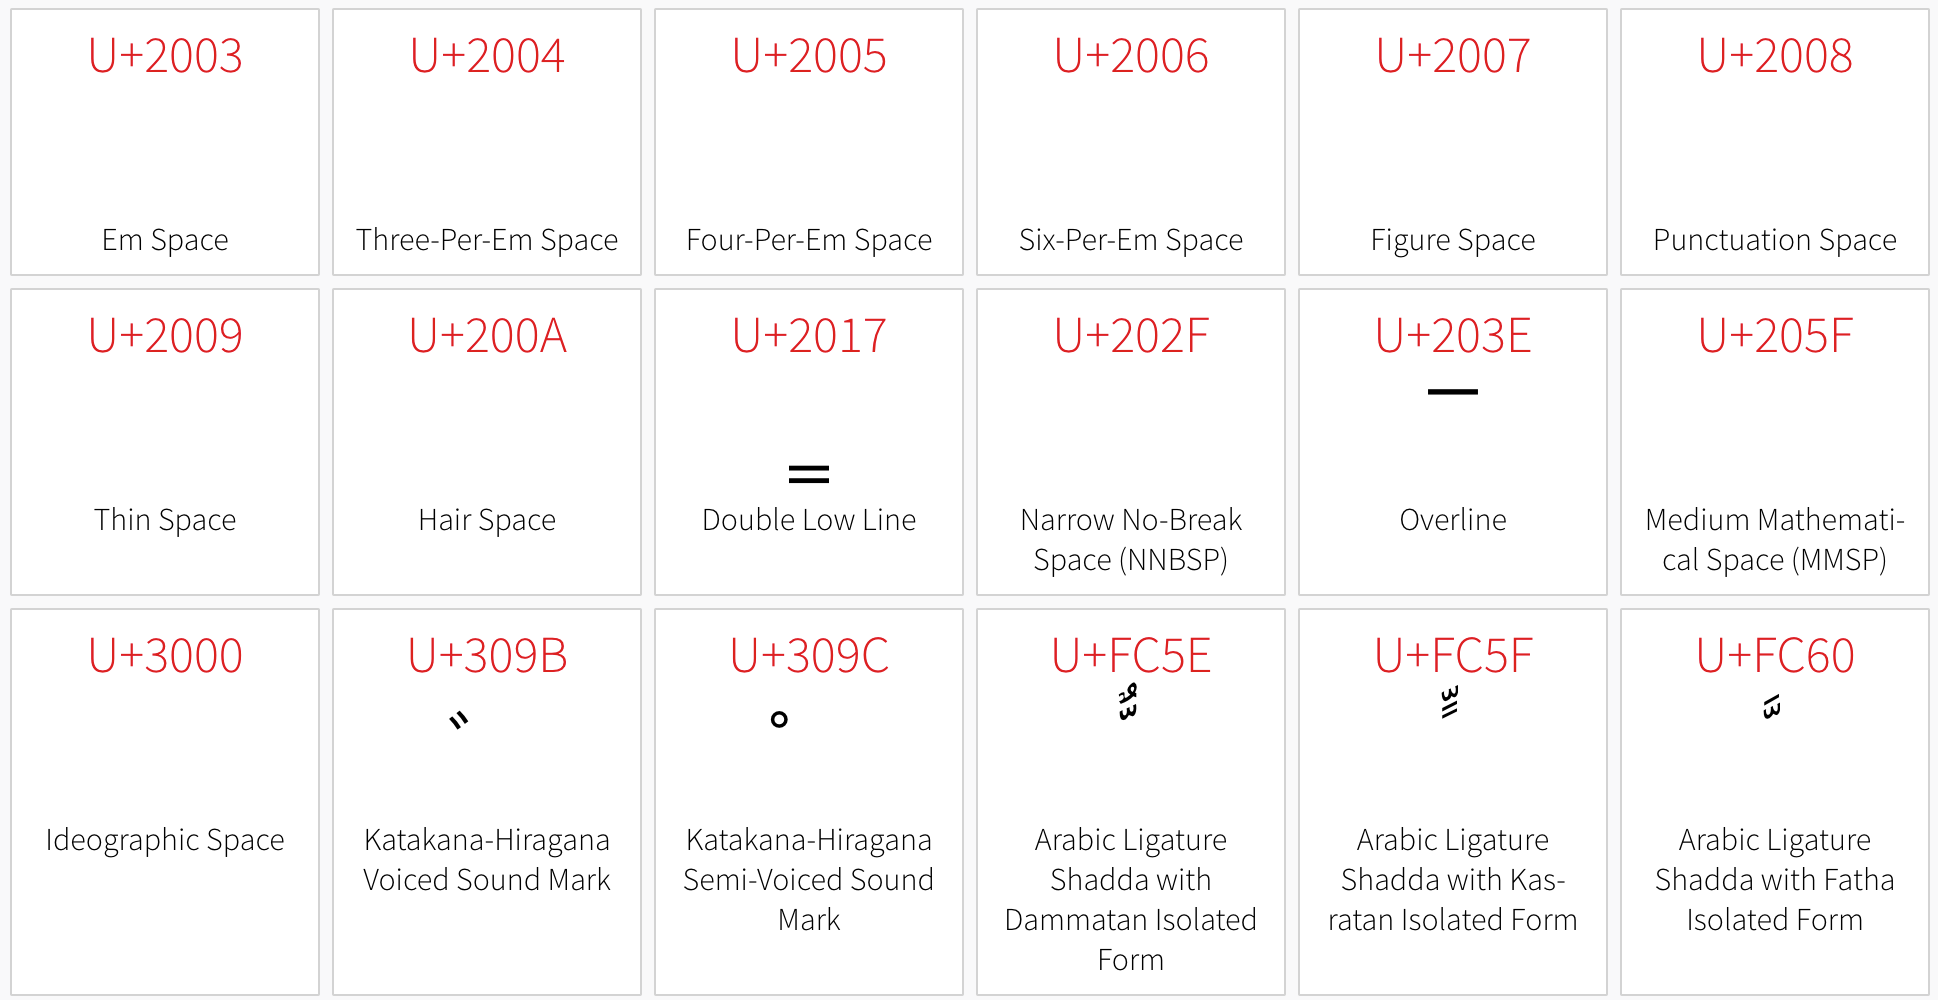 U+2003 U+2004 U+2005 U+2006 U+2007 U+2008
Em Space Three-Per-Em Space Four-Per-Em Space Six-Per-Em Space Figure Space Punctuation Space
U+2009 U+200A U+2017 U+202F U+203E U+205F
‾
‗
Thin Space Hair Space Double Low Line Narrow No-Break Overline Medium Mathemati-
Space (NNBSP) cal Space (MMSP)
U+3000 U+309B U+309C U+FC5E U+FC5F U+FC60
゛ ゜ ﱞ ﱟ ﱠ
Ideographic Space Katakana-Hiragana Katakana-Hiragana Arabic Ligature Arabic Ligature Arabic Ligature
Voiced Sound Mark Semi-Voiced Sound Shadda with Shadda with Kas- Shadda with Fatha
Mark Dammatan Isolated ratan Isolated Form Isolated Form
Form